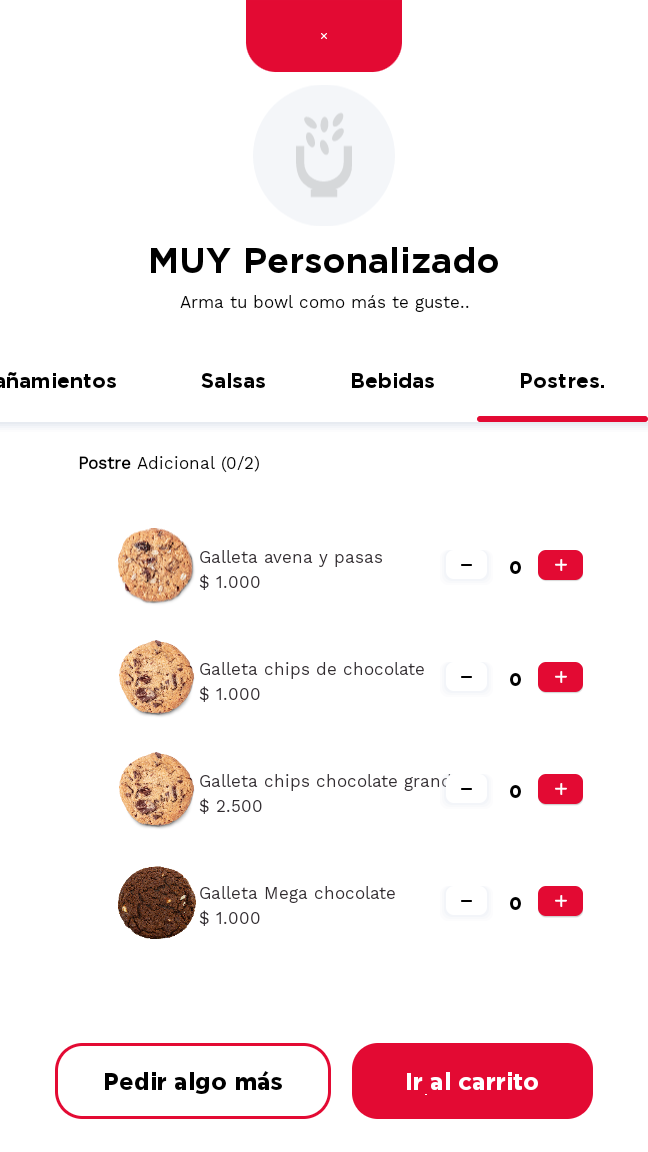 ×
MUY Personalizado
Arma tu bowl como más te guste..
añamientos Salsas Bebidas Postres.
Postre Adicional (0/2)
Galleta avena y pasas
$ 1.000
− 0 +
Galleta chips de chocolate
$ 1.000
− 0 +
Galleta chips chocolate grand
$ 2.500
− 0 +
Galleta Mega chocolate
$ 1.000
− 0 +
Pedir algo más
Ir al carrito